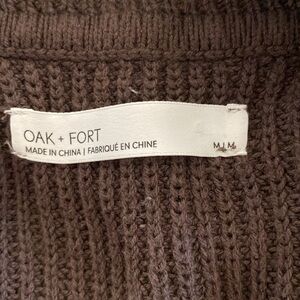 OAK + FORT
MADE IN CHINA | FABRIQUÉ EN CHINE
M | M